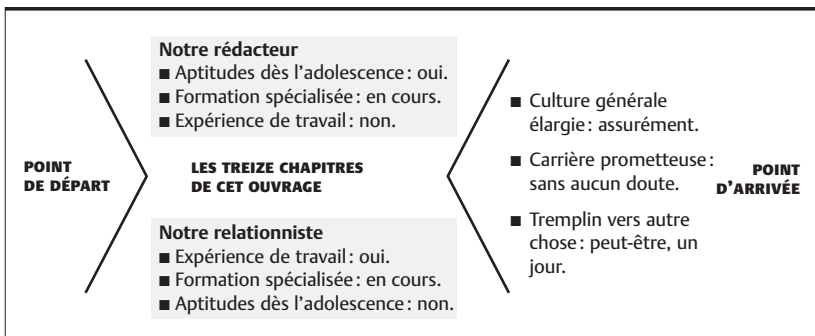 Notre rédacteur
■ Aptitudes dès l’adolescence : oui.
■ Formation spécialisée : en cours.
■ Expérience de travail : non.
POINT
DE DÉPART
LES TREIZE CHAPITRES
DE CET OUVRAGE
Notre relationniste
■ Expérience de travail : oui.
■ Formation spécialisée : en cours.
■ Aptitudes dès l’adolescence : non.
■ Culture générale
élargie : assurément.
■ Carrière prometteuse :
sans aucun doute.
■ Tremplin vers autre
chose : peut-être, un
jour.
POINT
D’ARRIVÉE